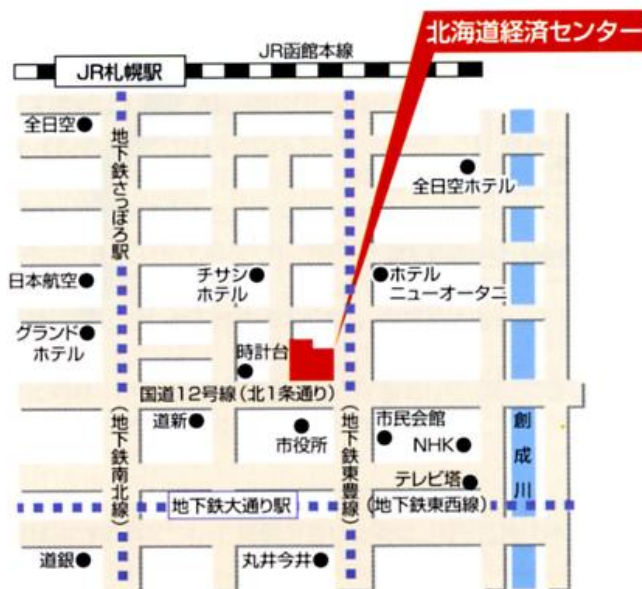 北海道経済センター
JR函館本線
JR札幌駅
全日空
地下鉄さっぽろ駅
全日空ホテル
日本航空
チサシ
ホテル
ホテル
ニューオータニ
グランド
ホテル
時計台
国道12号線(北1条通り)
道新
市役所
市民会館
NHK
創成川
(地下鉄南北線)
(地下鉄東豊線)
テレビ塔
地下鉄大通り駅
(地下鉄東西線)
道銀
丸井今井